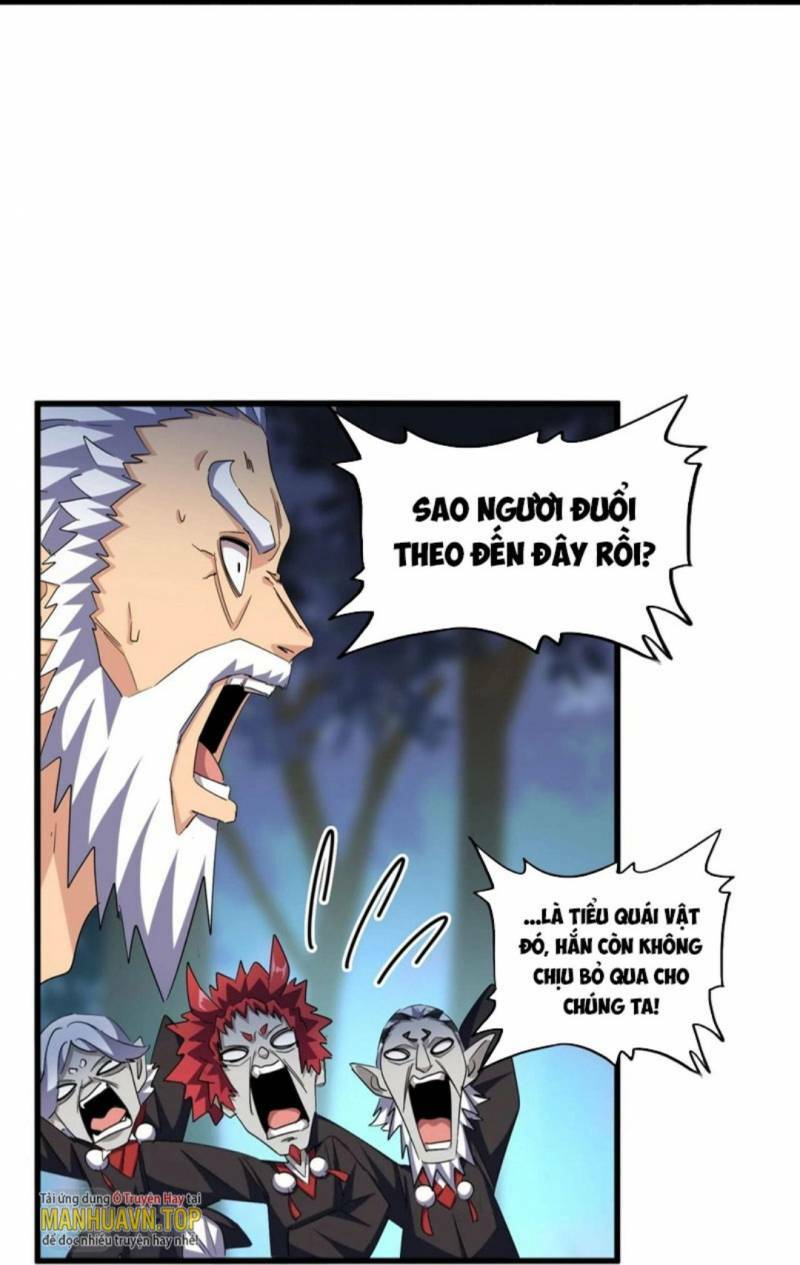 SAO NGƯƠI ĐUỔI
THEO ĐẾN ĐÂY RỒI?
...LÀ TIỂU QUÁI VẬT
ĐÓ, HẮN CÒN KHÔNG
CHỊU BỎ QUA CHO
CHÚNG TA!
Tải ứng dụng Ổ Truyện Hay tại
MANHUAVN.TOP
để đọc nhiều truyện hay nhé!